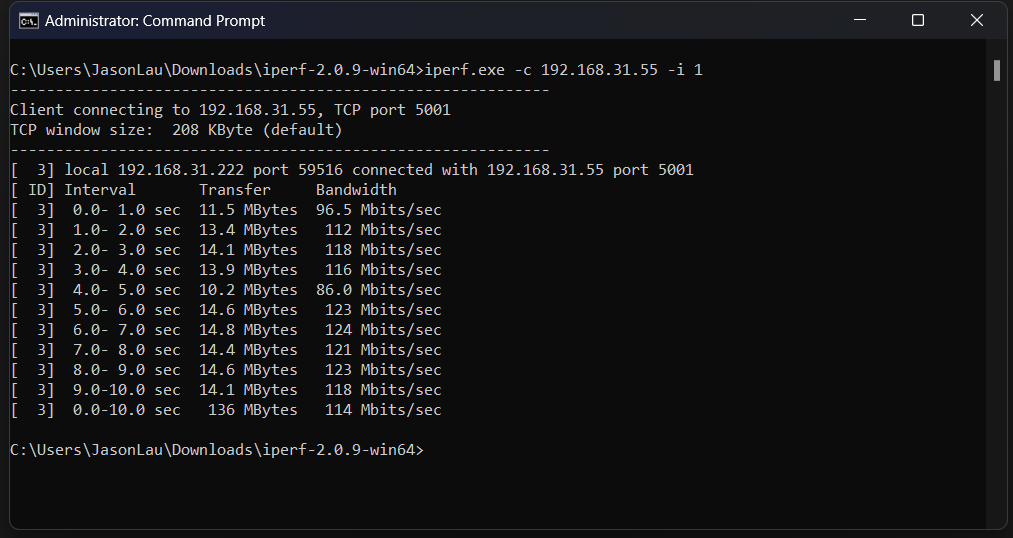 Administrator: Command Prompt
C:\Users\JasonLau\Downloads\iperf-2.0.9-win64>iperf.exe -c 192.168.31.55 -i 1
------------------------------------------------------------
Client connecting to 192.168.31.55, TCP port 5001
TCP window size:  208 KByte (default)
------------------------------------------------------------
[  3] local 192.168.31.222 port 59516 connected with 192.168.31.55 port 5001
[ ID] Interval       Transfer     Bandwidth
[  3]  0.0- 1.0 sec  11.5 MBytes  96.5 Mbits/sec
[  3]  1.0- 2.0 sec  13.4 MBytes   112 Mbits/sec
[  3]  2.0- 3.0 sec  14.1 MBytes   118 Mbits/sec
[  3]  3.0- 4.0 sec  13.9 MBytes   116 Mbits/sec
[  3]  4.0- 5.0 sec  10.2 MBytes  86.0 Mbits/sec
[  3]  5.0- 6.0 sec  14.6 MBytes   123 Mbits/sec
[  3]  6.0- 7.0 sec  14.8 MBytes   124 Mbits/sec
[  3]  7.0- 8.0 sec  14.4 MBytes   121 Mbits/sec
[  3]  8.0- 9.0 sec  14.6 MBytes   123 Mbits/sec
[  3]  9.0-10.0 sec  14.1 MBytes   118 Mbits/sec
[  3]  0.0-10.0 sec   136 MBytes   114 Mbits/sec
C:\Users\JasonLau\Downloads\iperf-2.0.9-win64>